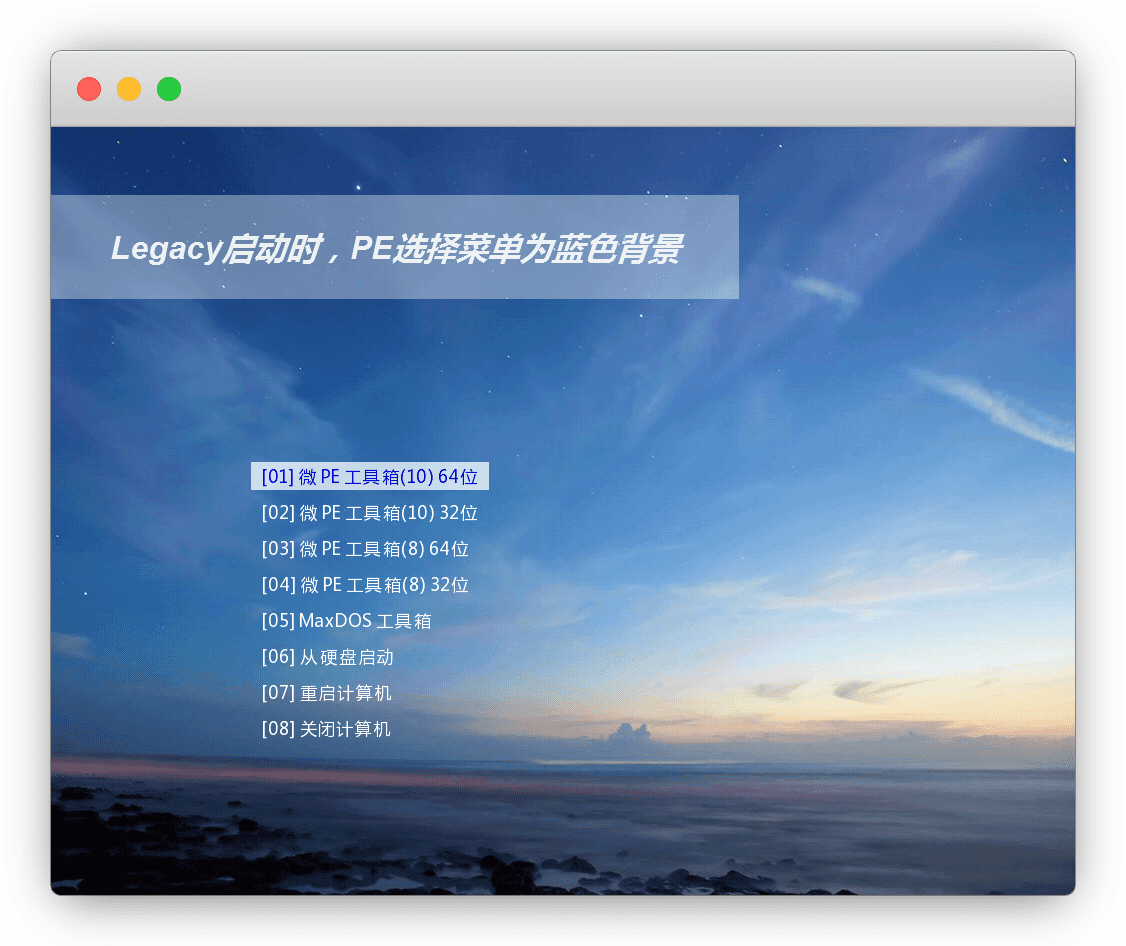 Legacy启动时，PE选择菜单为蓝色背景
[01] 微 PE 工具箱(10) 64位
[02] 微 PE 工具箱(10) 32位
[03] 微 PE 工具箱(8) 64位
[04] 微 PE 工具箱(8) 32位
[05] MaxDOS 工具箱
[06] 从硬盘启动
[07] 重启计算机
[08] 关闭计算机